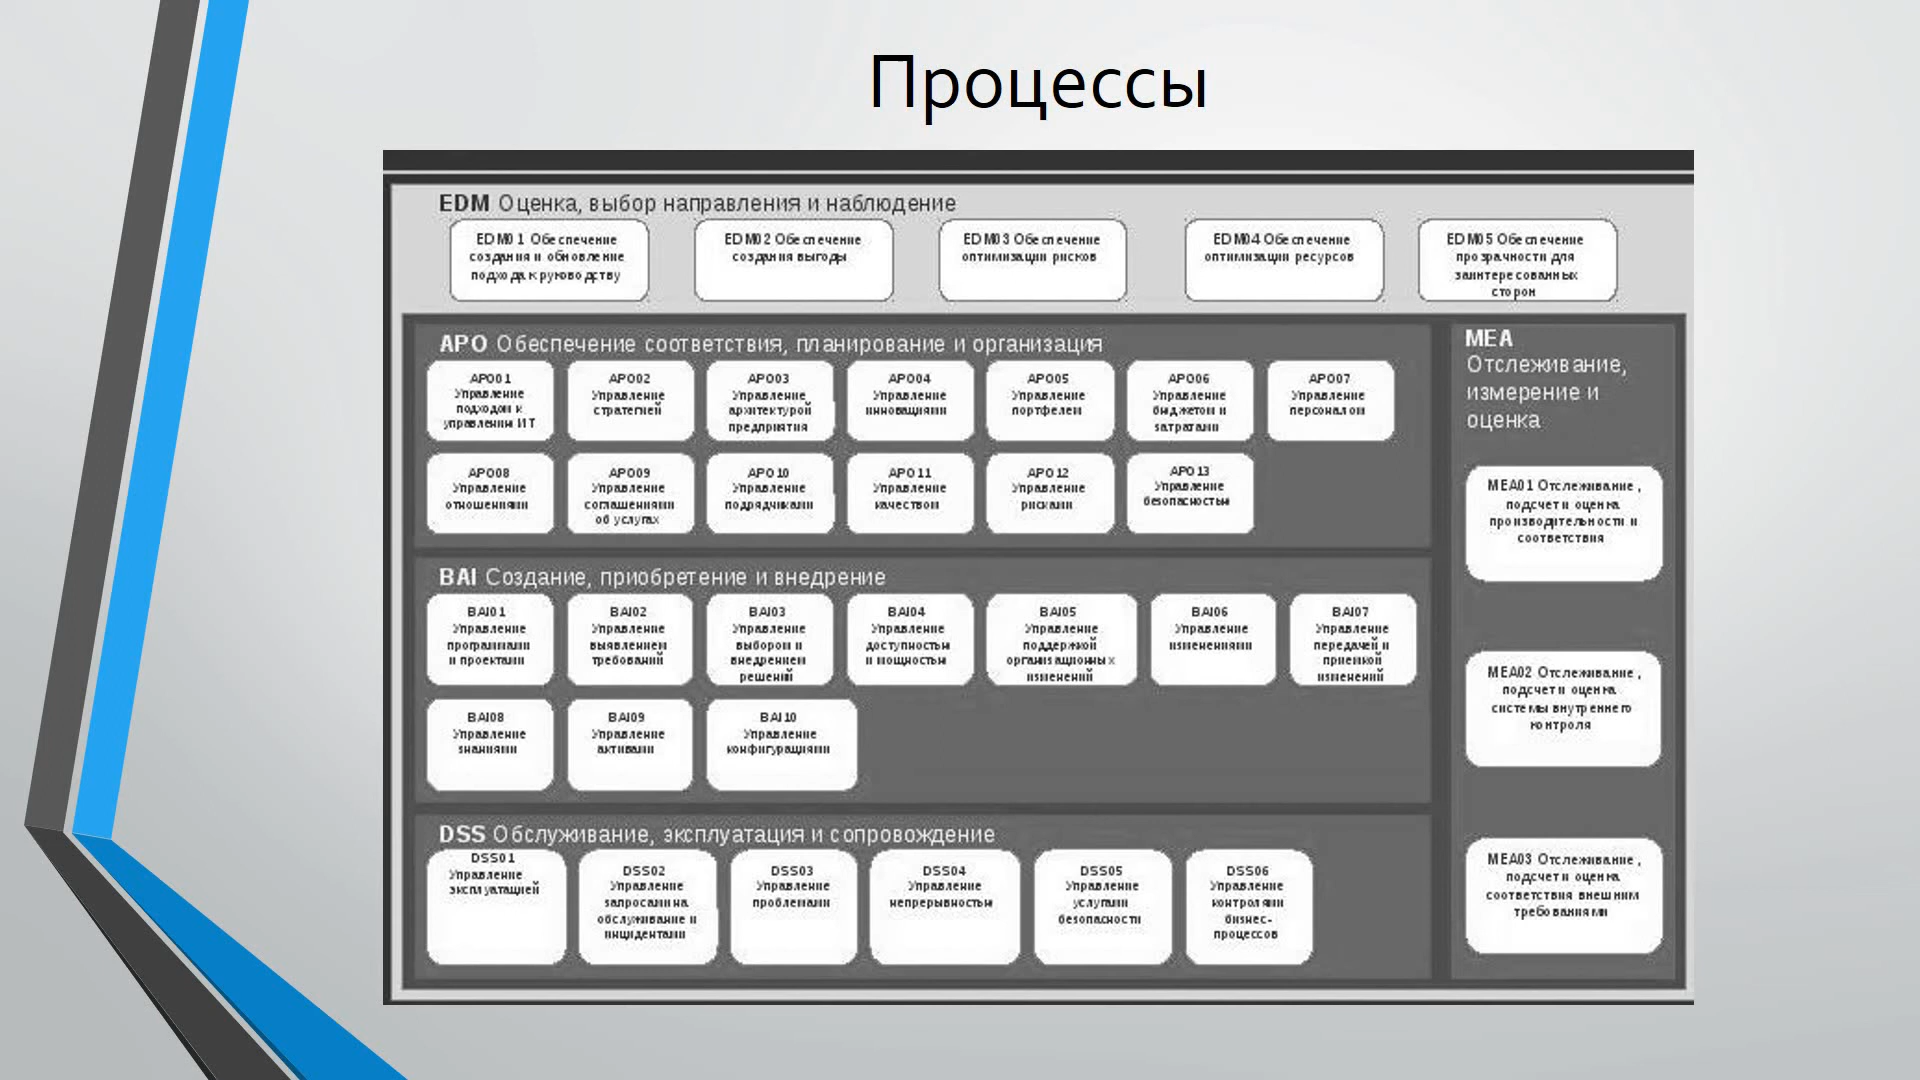 Процессы
EDM Оценка, выбор направления и наблюдение
EDM01 Обеспечение
создания и обновление
подхода к руководству
EDM02 Обеспечение
создания выгоды
EDM03 Обеспечение
оптимизации рисков
EDM04 Обеспечение
оптимизации ресурсов
EDM05 Обеспечение
прозрачности для
заинтересованных
сторон
APO Обеспечение соответствия, планирование и организация
APO01
Управление
подходом к
управлению ИТ
APO02
Управление
стратегией
APO03
Управление
архитектурой
предприятия
APO04
Управление
инновациями
APO05
Управление
портфелем
APO06
Управление
бюджетом и
затратами
APO07
Управление
персоналом
APO08
Управление
отношениями
APO09
Управление
соглашениями
об услугах
APO10
Управление
подрядчиками
APO11
Управление
качеством
APO12
Управление
рисками
APO13
Управление
безопасностью
BAI Создание, приобретение и внедрение
BAI01
Управление
программами
и проектами
BAI02
Управление
выявлением
требований
BAI03
Управление
выбором и
внедрением
решений
BAI04
Управление
доступностью
и мощностью
BAI05
Управление
поддержкой
организационных
изменений
BAI06
Управление
изменениями
BAI07
Управление
передачей и
приемкой
изменений
BAI08
Управление
знаниями
BAI09
Управление
активами
BAI10
Управление
конфигурациями
DSS Обслуживание, эксплуатация и сопровождение
DSS01
Управление
эксплуатацией
DSS02
Управление
запросами на
обслуживание и
инцидентами
DSS03
Управление
проблемами
DSS04
Управление
непрерывностью
DSS05
Управление
услугами
безопасности
DSS06
Управление
контролями
бизнес-
процессов
MEA
Отслеживание,
измерение и
оценка
MEA01 Отслеживание,
подсчет и оценка
производительности и
соответствия
MEA02 Отслеживание,
подсчет и оценка
системы внутреннего
контроля
MEA03 Отслеживание,
подсчет и оценка
соответствия внешним
требованиями